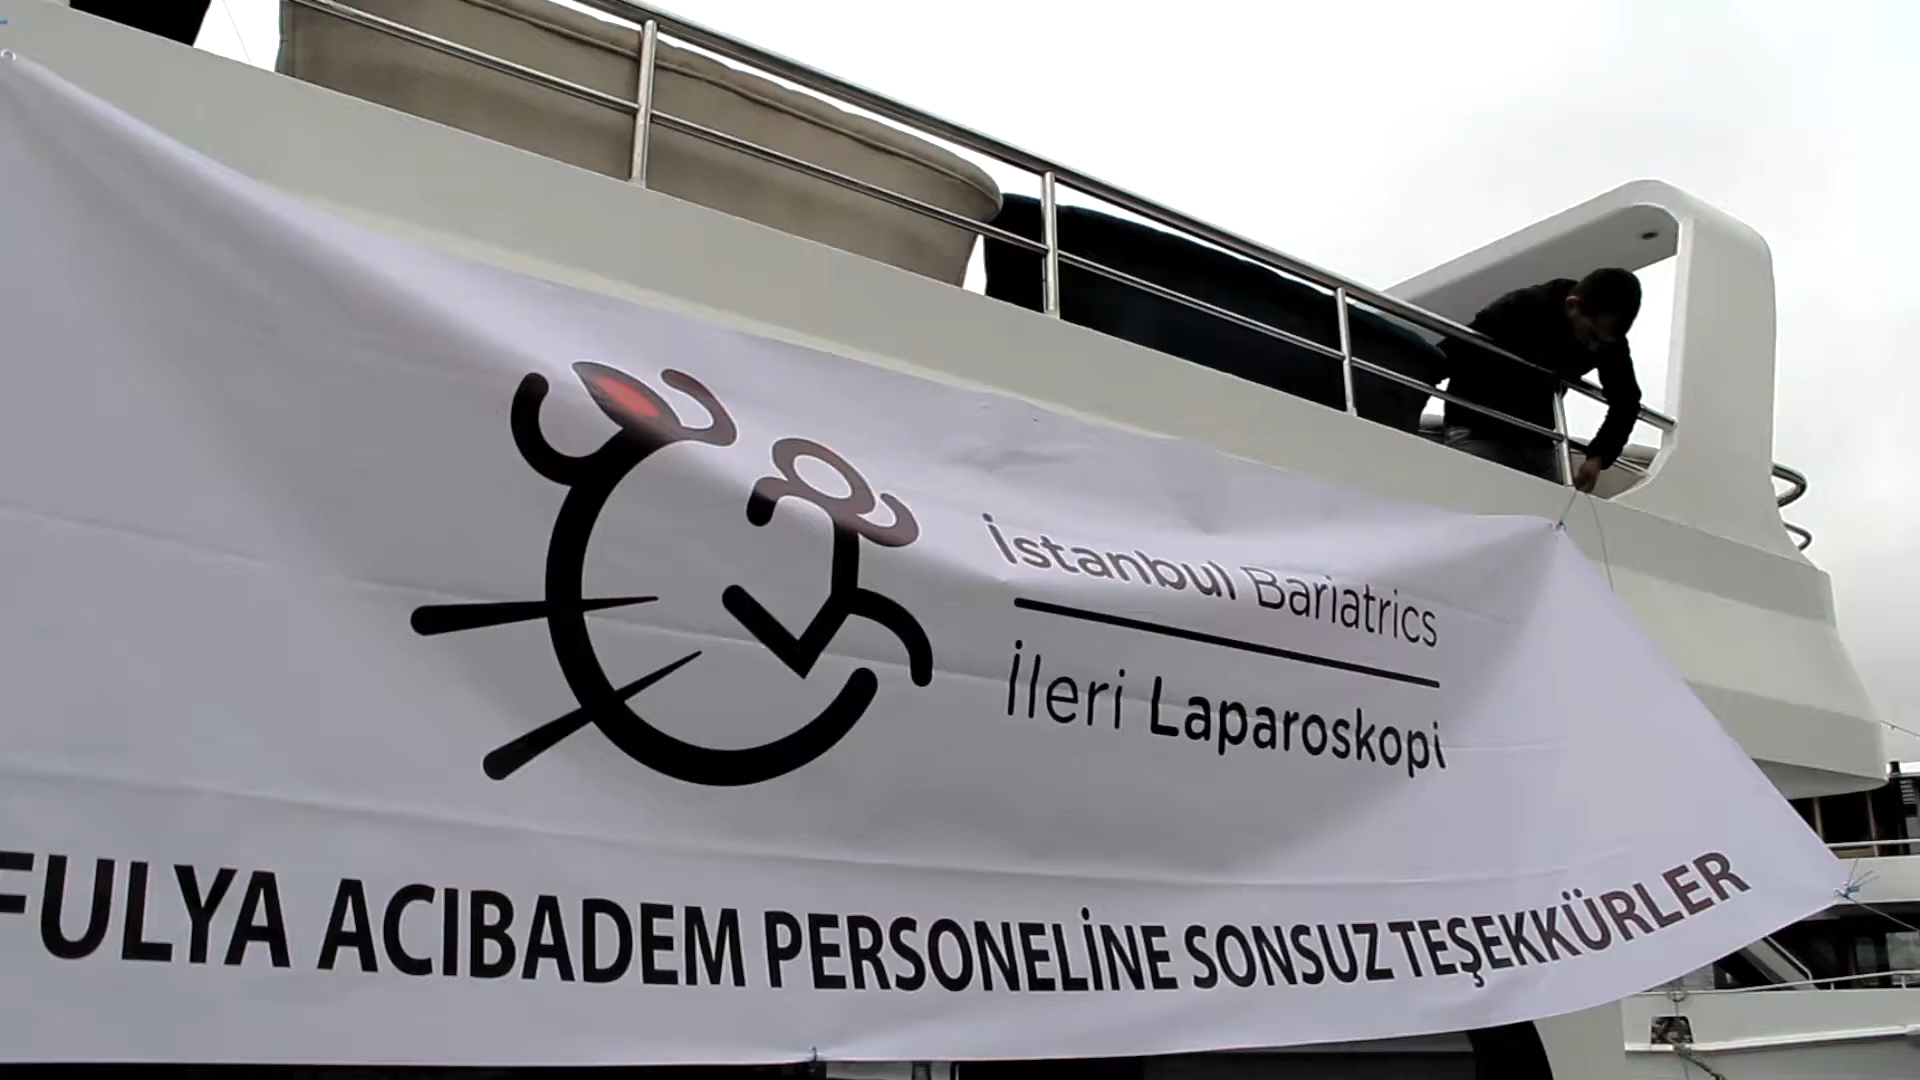 İstanbul Bariatrics
İleri Laparoskopi
FULYA ACIBADEM PERSONELİNE SONSUZ TEŞEKKÜRLER